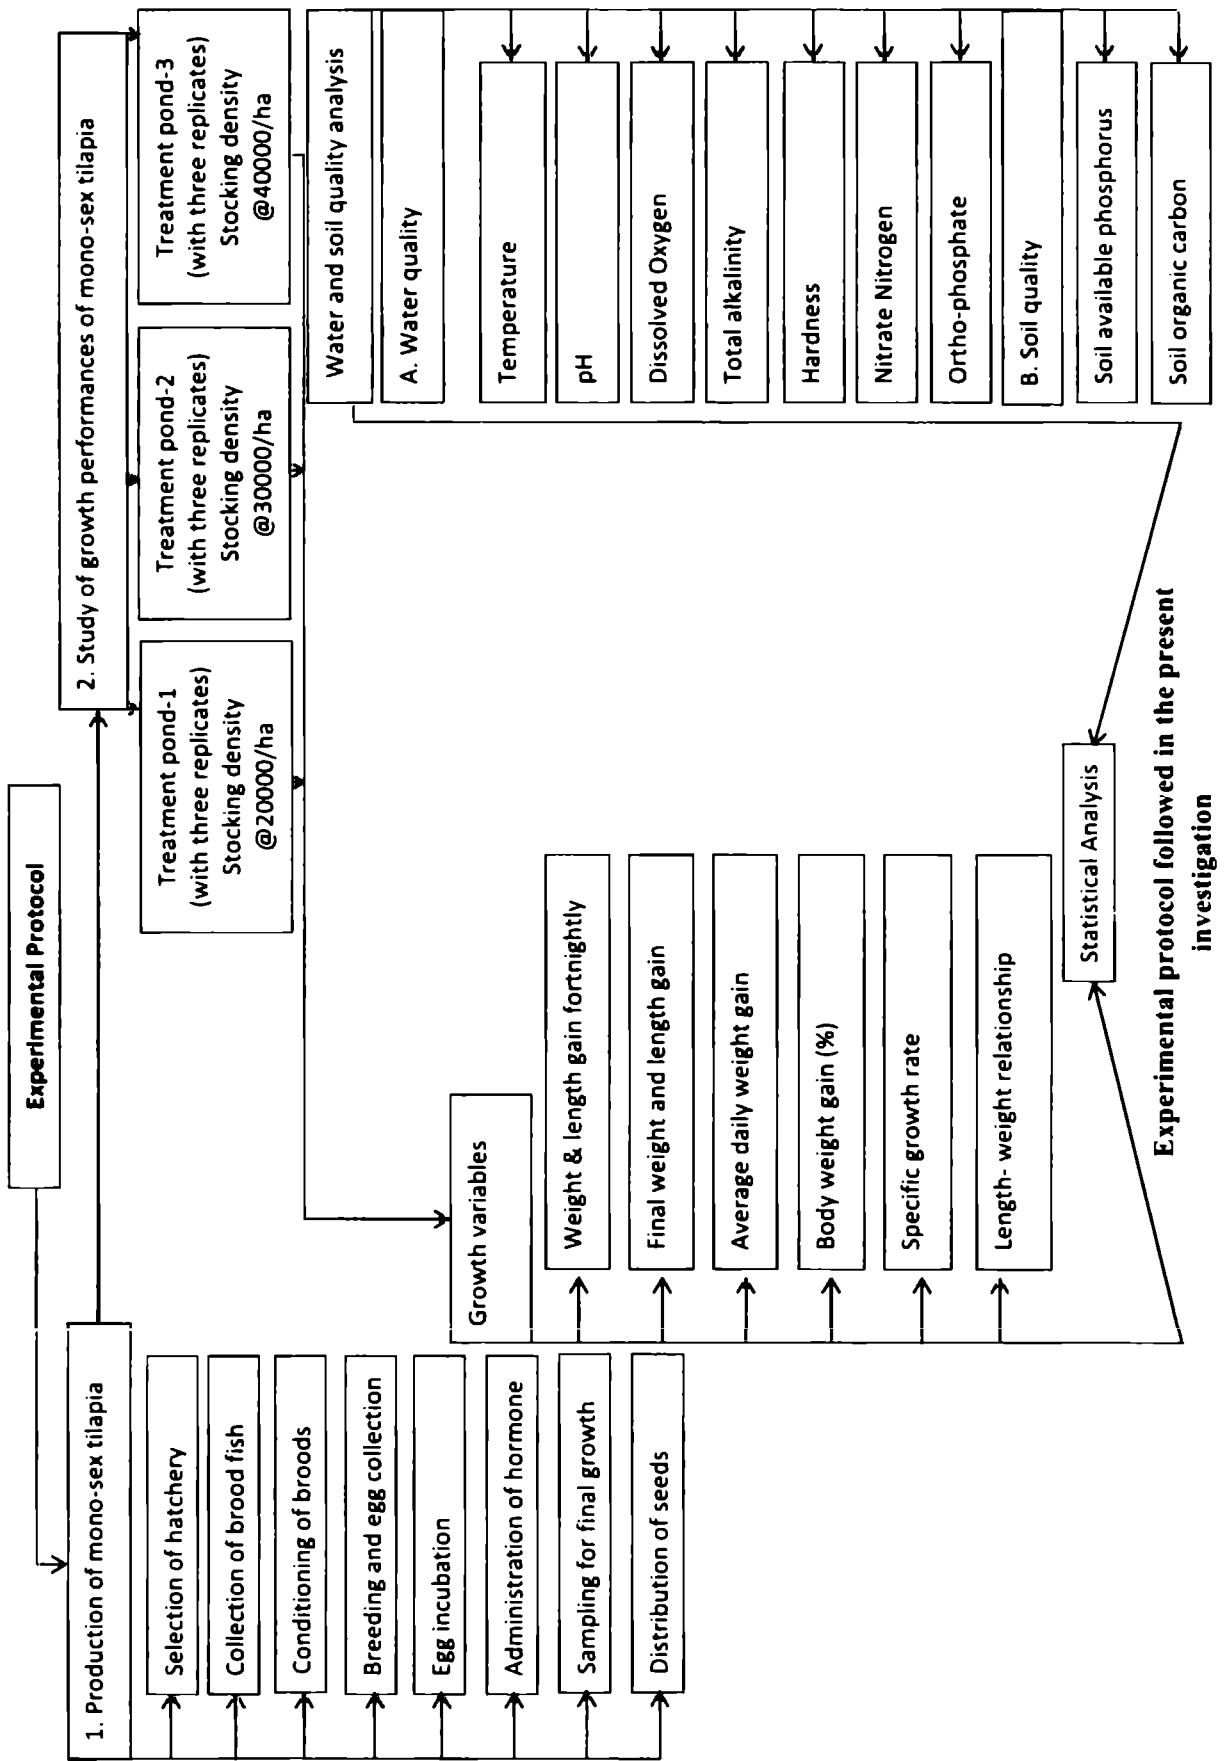 Experimental Protocol
1. Production of mono-sex tilapia
Selection of hatchery
Collection of brood fish
Conditioning of broods
Breeding and egg collection
Egg incubation
Administration of hormone
Sampling for final growth
Distribution of seeds
2. Study of growth performances of mono-sex tilapia
Treatment pond-1
(with three replicates)
Stocking density
@20000/ha
Treatment pond-2
(with three replicates)
Stocking density
@30000/ha
Treatment pond-3
(with three replicates)
Stocking density
@40000/ha
Growth variables
Weight & length gain fortnightly
Final weight and length gain
Average daily weight gain
Body weight gain (%)
Specific growth rate
Length- weight relationship
Water and soil quality analysis
A. Water quality
Temperature
pH
Dissolved Oxygen
Total alkalinity
Hardness
Nitrate Nitrogen
Ortho-phosphate
B. Soil quality
Soil available phosphorus
Soil organic carbon
Statistical Analysis
Experimental protocol followed in the present
investigation